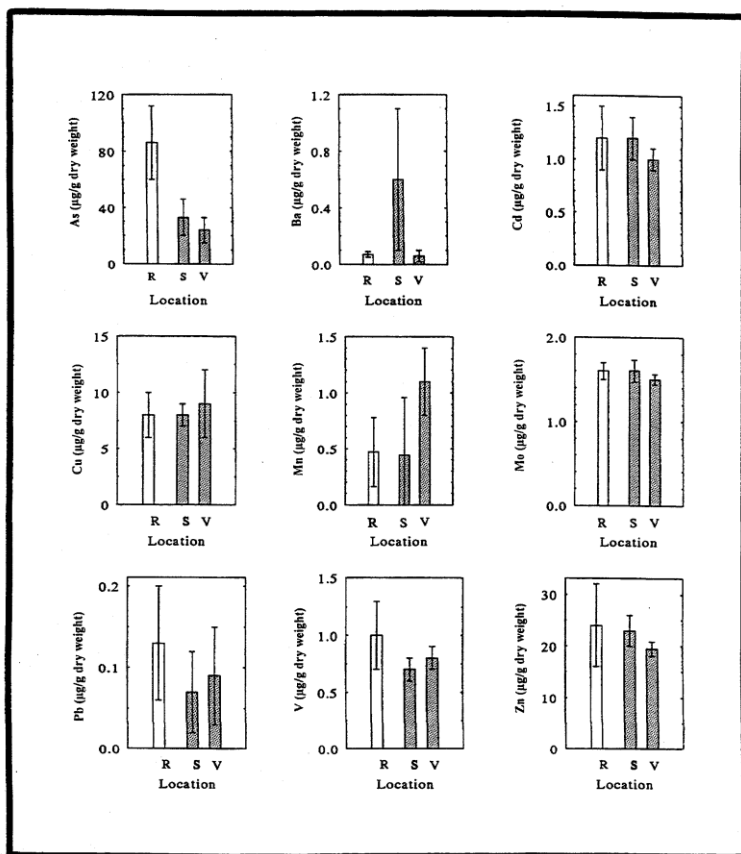 As (µg/g dry weight)
120
80
40
0
R S V
Location
Ba (µg/g dry weight)
1.2
0.8
0.4
0.0
R S V
Location
Cd (µg/g dry weight)
1.5
1.0
0.5
0.0
R S V
Location
Cu (µg/g dry weight)
15
10
5
0
R S V
Location
Mn (µg/g dry weight)
1.5
1.0
0.5
0.0
R S V
Location
Mo (µg/g dry weight)
2.0
1.0
0.0
R S V
Location
Pb (µg/g dry weight)
0.2
0.1
0.0
R S V
Location
V (µg/g dry weight)
1.5
1.0
0.5
0.0
R S V
Location
Zn (µg/g dry weight)
30
20
10
0
R S V
Location